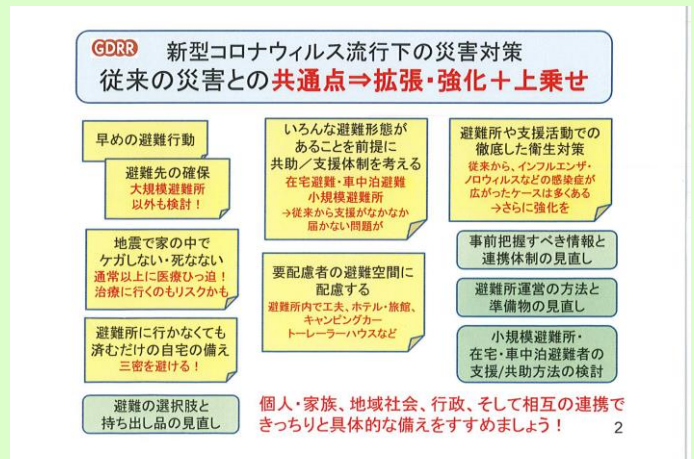 GDRR
新型コロナウィルス流行下の災害対策
従来の災害との共通点⇒拡張・強化＋上乗せ
早めの避難行動
避難先の確保
大規模避難所
以外も検討！
地震で家の中で
ケガしない・死なない
通常以上に医療ひっ迫！
治療に行くのもリスクかも
避難所に行かなくても
済むだけの自宅の備え
三密を避ける！
避難の選択肢と
持ち出し品の見直し
いろんな避難形態が
あることを前提に
共助／支援体制を考える
在宅避難・車中泊避難
小規模避難所
→従来から支援がなかなか
届かない問題が
要配慮者の避難空間に
配慮する
避難所内で工夫、ホテル・旅館、
キャンピングカー
トーレーラーハウスなど
避難所や支援活動での
徹底した衛生対策
従来から、インフルエンザ・
ノロウィルスなどの感染症が
広がったケースは多くある
→さらに強化を
事前把握すべき情報と
連携体制の見直し
避難所運営の方法と
準備物の見直し
小規模避難所・
在宅・車中泊避難者の
支援/共助方法の検討
個人・家族、地域社会、行政、そして相互の連携で
きっちりと具体的な備えをすすめましょう！
2